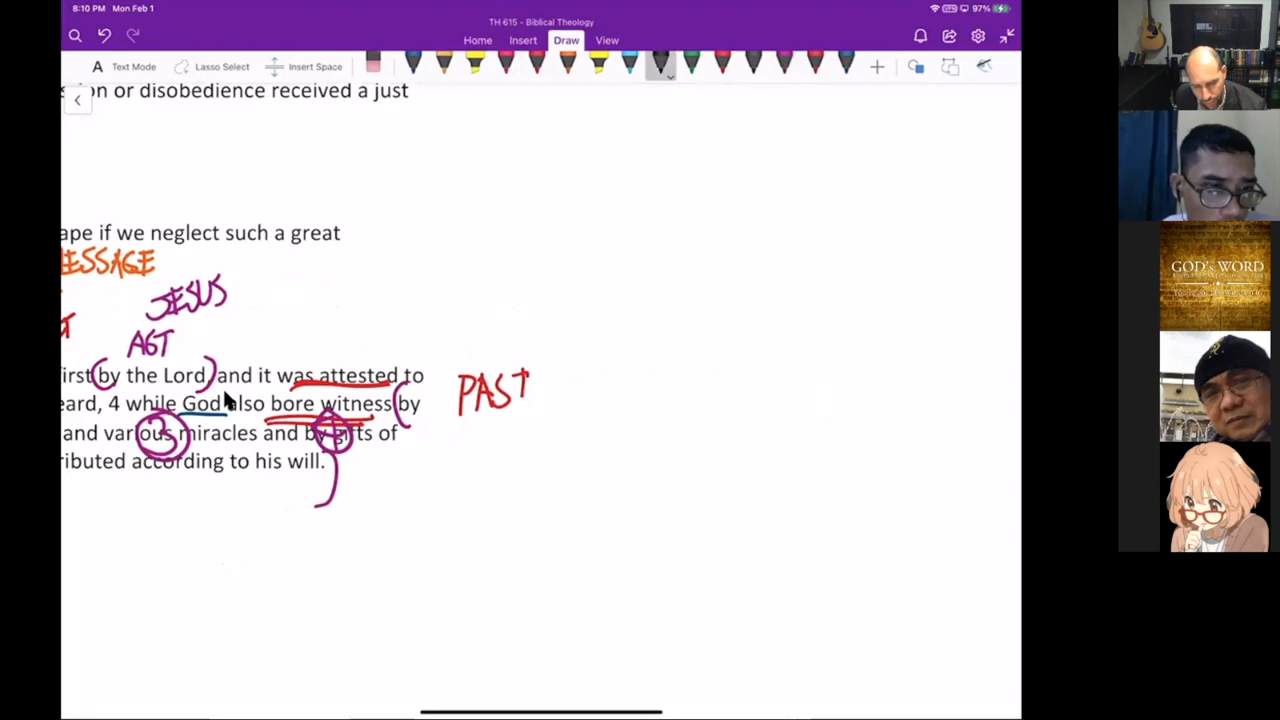 8:10 PM Mon Feb 1
97%
TH 615 - Biblical Theology
Home Insert Draw View
Text Mode Lasso Select Insert Space
ion or disobedience received a just
ape if we neglect such a great
ESSAGE
JESUS
AGT
irst (by the Lord,) and it was attested to
PAST
eard, 4 while God also bore witness (by
and various miracles and by gifts of
3
4
ributed according to his will.
GOD's WORD